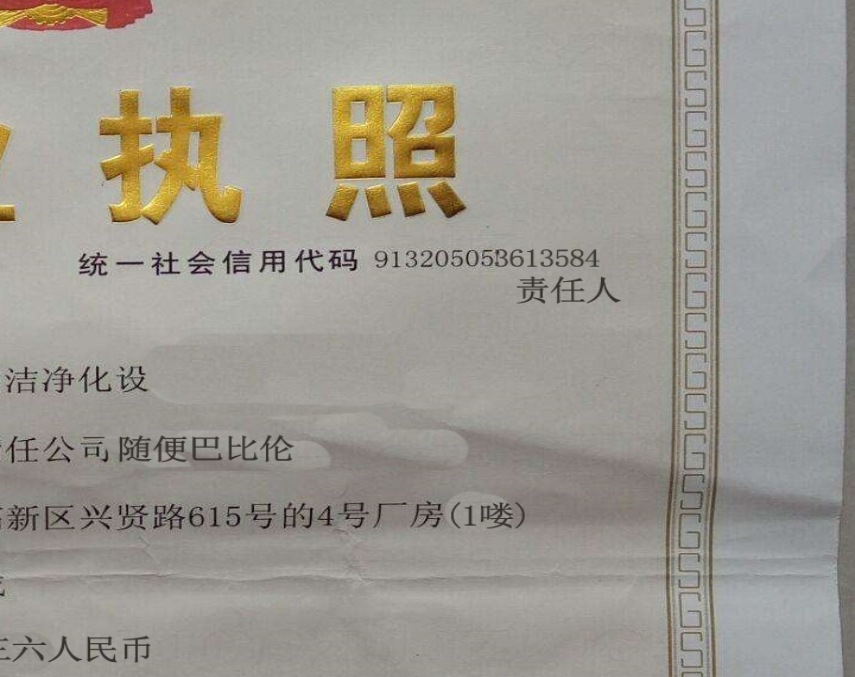 执照
统一社会信用代码 913205053613584
责任人
洁净化设
任公司随便巴比伦
新区兴贤路615号的4号厂房(1喽)
六人民币